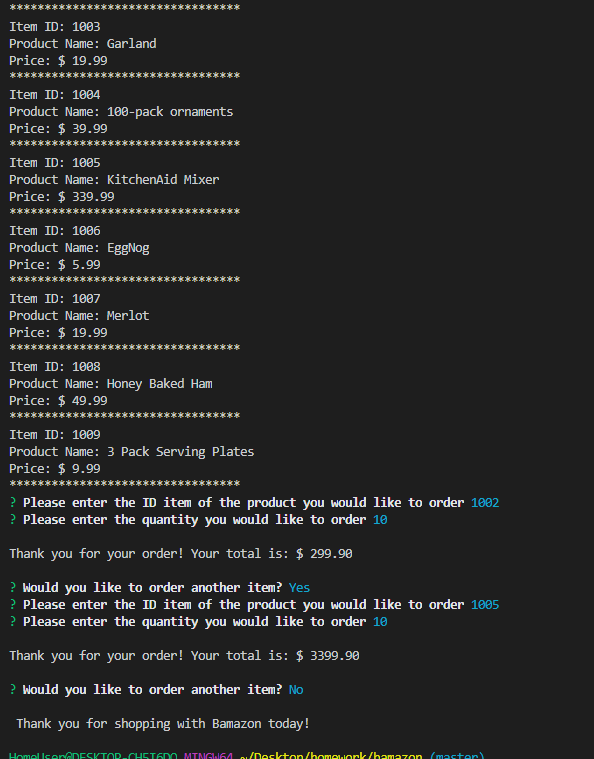 *********************************
Item ID: 1003
Product Name: Garland
Price: $ 19.99
*********************************
Item ID: 1004
Product Name: 100-pack ornaments
Price: $ 39.99
*********************************
Item ID: 1005
Product Name: KitchenAid Mixer
Price: $ 339.99
*********************************
Item ID: 1006
Product Name: EggNog
Price: $ 5.99
*********************************
Item ID: 1007
Product Name: Merlot
Price: $ 19.99
*********************************
Item ID: 1008
Product Name: Honey Baked Ham
Price: $ 49.99
*********************************
Item ID: 1009
Product Name: 3 Pack Serving Plates
Price: $ 9.99
*********************************
? Please enter the ID item of the product you would like to order 1002
? Please enter the quantity you would like to order 10
Thank you for your order! Your total is: $ 299.90
? Would you like to order another item? Yes
? Please enter the ID item of the product you would like to order 1005
? Please enter the quantity you would like to order 10
Thank you for your order! Your total is: $ 3399.90
? Would you like to order another item? No
Thank you for shopping with Bamazon today!
MINGW64 ~/Desktop/homework/bamazon (master)